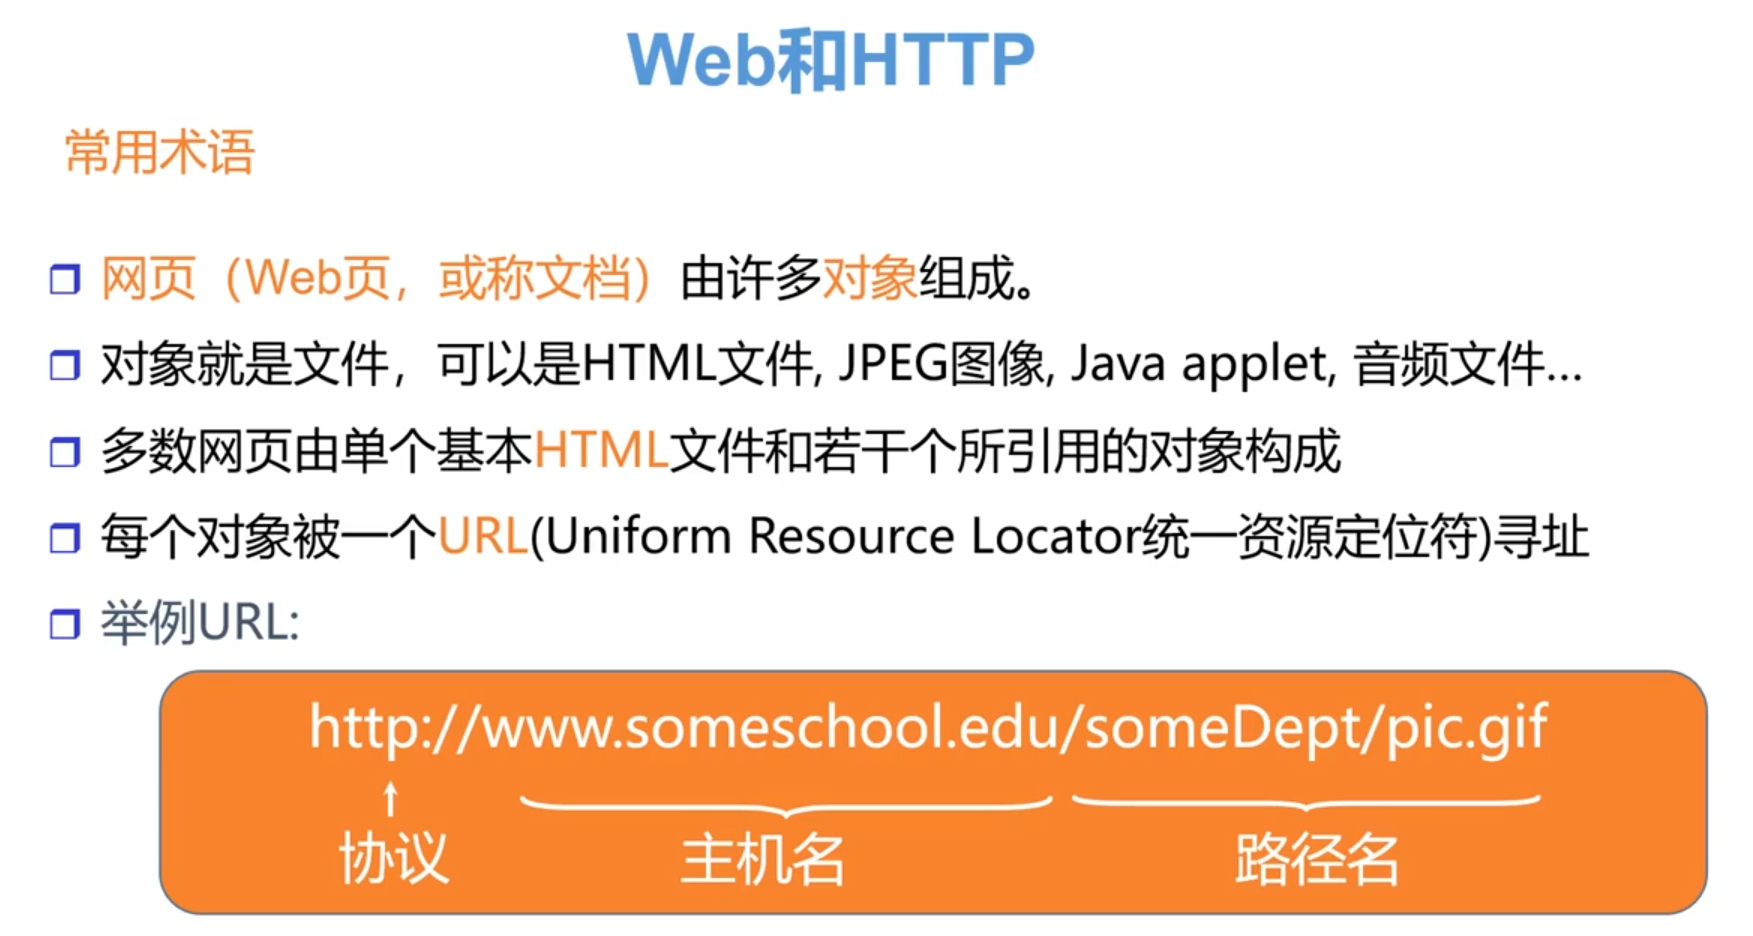 Web和HTTP
常用术语
网页（Web页，或称文档）由许多对象组成。
对象就是文件，可以是HTML文件, JPEG图像, Java applet, 音频文件...
多数网页由单个基本HTML文件和若干个所引用的对象构成
每个对象被一个URL(Uniform Resource Locator统一资源定位符)寻址
举例URL:
http://www.someschool.edu/someDept/pic.gif
协议 主机名 路径名